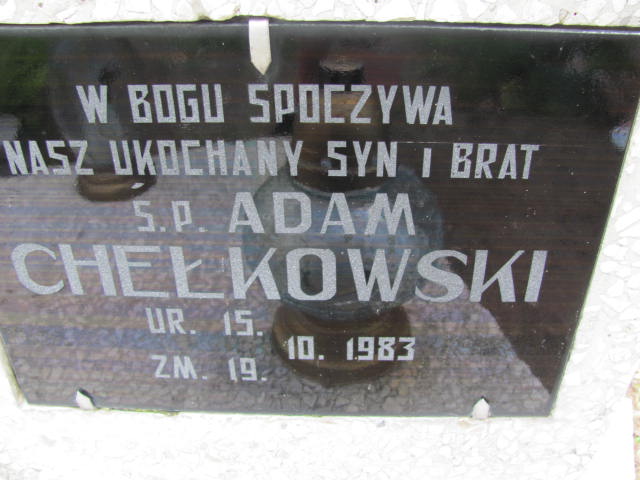 W BOGU SPOCZYWA
NASZ UKOCHANY SYN I BRAT
Ś.P. ADAM
CHEŁKOWSKI
UR. 15.
10. 1983
ZM. 19.